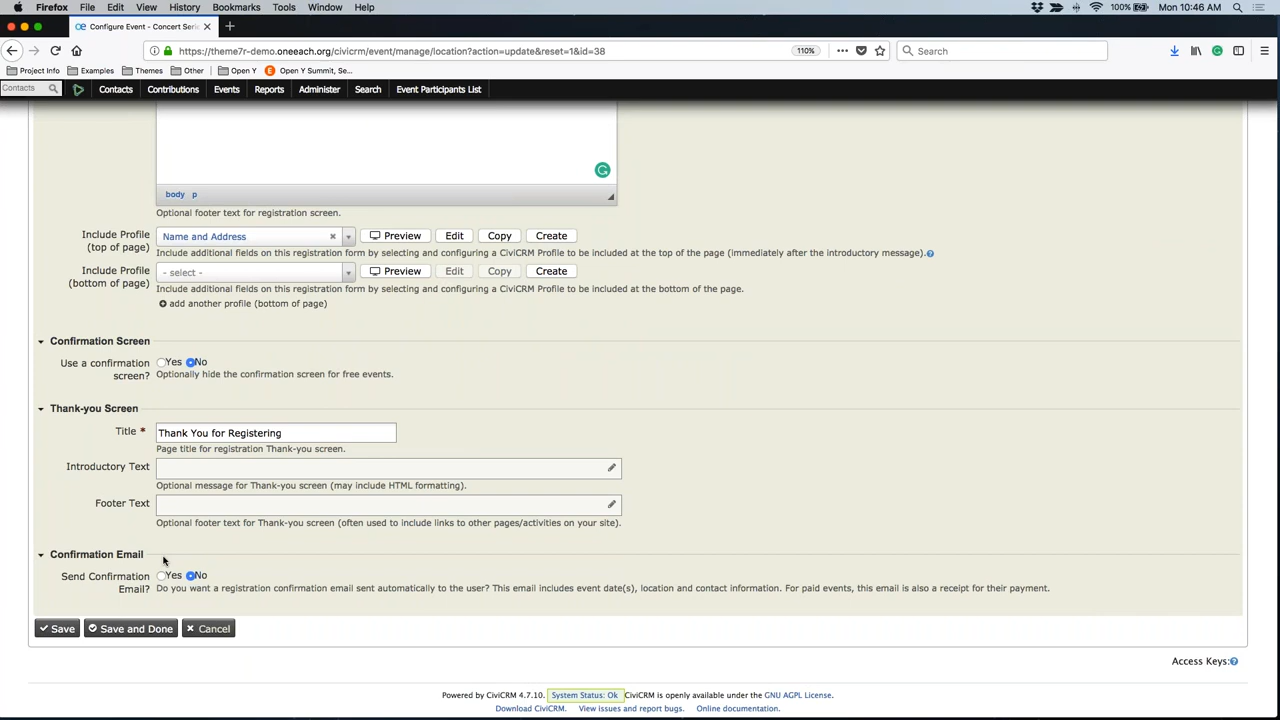 Firefox File Edit View History Bookmarks Tools Window Help 100% Mon 10:46 AM
Configure Event - Concert Serie
https://theme7r-demo.oneeach.org/civicrm/event/manage/location?action=update&reset=1&id=38 110% Search
Project Info Examples Themes Other Open Y Open Y Summit, Se...
Contacts Contacts Contributions Events Reports Administer Search Event Participants List
body p
Optional footer text for registration screen.
Include Profile (top of page) Name and Address Preview Edit Copy Create
Include additional fields on this registration form by selecting and configuring a CiviCRM Profile to be included at the top of the page (immediately after the introductory message).
Include Profile (bottom of page) - select - Preview Edit Copy Create
Include additional fields on this registration form by selecting and configuring a CiviCRM Profile to be included at the bottom of the page.
add another profile (bottom of page)
Confirmation Screen
Use a confirmation screen? Yes No
Optionally hide the confirmation screen for free events.
Thank-you Screen
Title * Thank You for Registering
Page title for registration Thank-you screen.
Introductory Text
Optional message for Thank-you screen (may include HTML formatting).
Footer Text
Optional footer text for Thank-you screen (often used to include links to other pages/activities on your site).
Confirmation Email
Send Confirmation Email? Yes No
Do you want a registration confirmation email sent automatically to the user? This email includes event date(s), location and contact information. For paid events, this email is also a receipt for their payment.
Save Save and Done Cancel
Access Keys:
Powered by CiviCRM 4.7.10. System Status: Ok CiviCRM is openly available under the GNU AGPL License.
Download CiviCRM. View issues and report bugs. Online documentation.